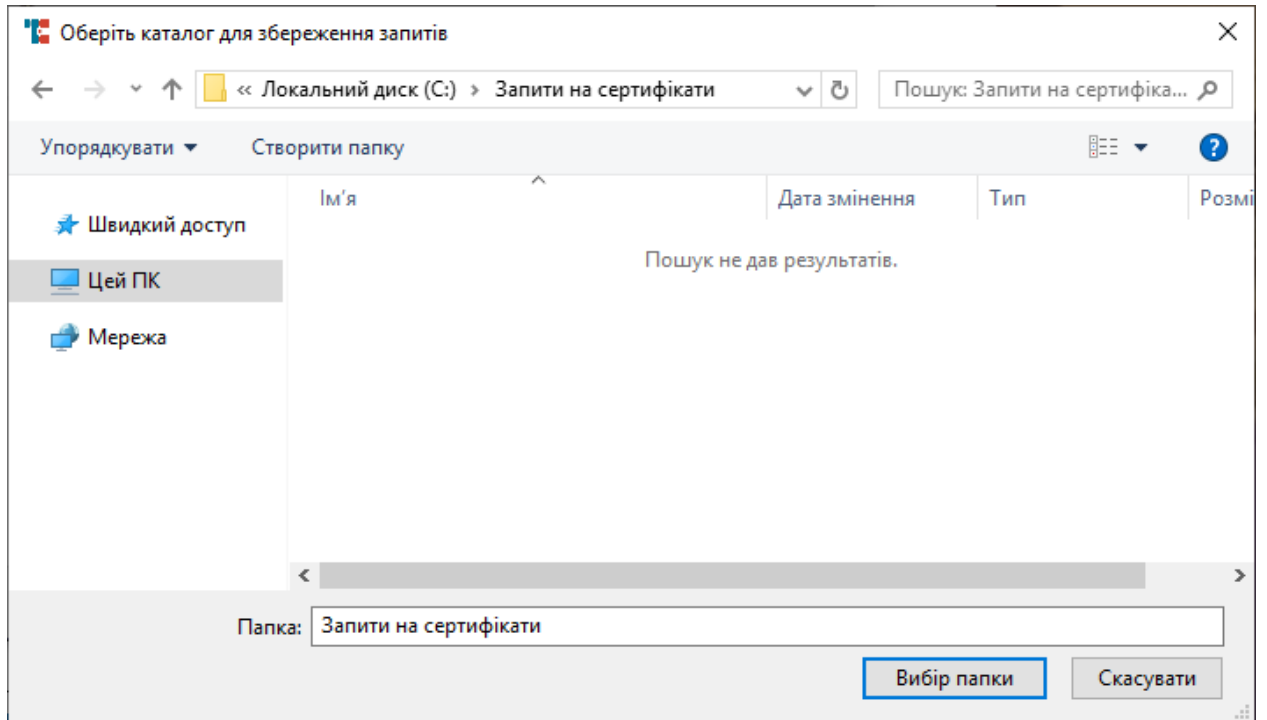 Оберіть каталог для збереження запитів
« Локальний диск (C:) › Запити на сертифікати
Пошук: Запити на сертифіка...
Упорядкувати
Створити папку
Швидкий доступ
Цей ПК
Мережа
Ім'я
Дата змінення
Тип
Розмі
Пошук не дав результатів.
Папка: Запити на сертифікати
Вибір папки
Скасувати